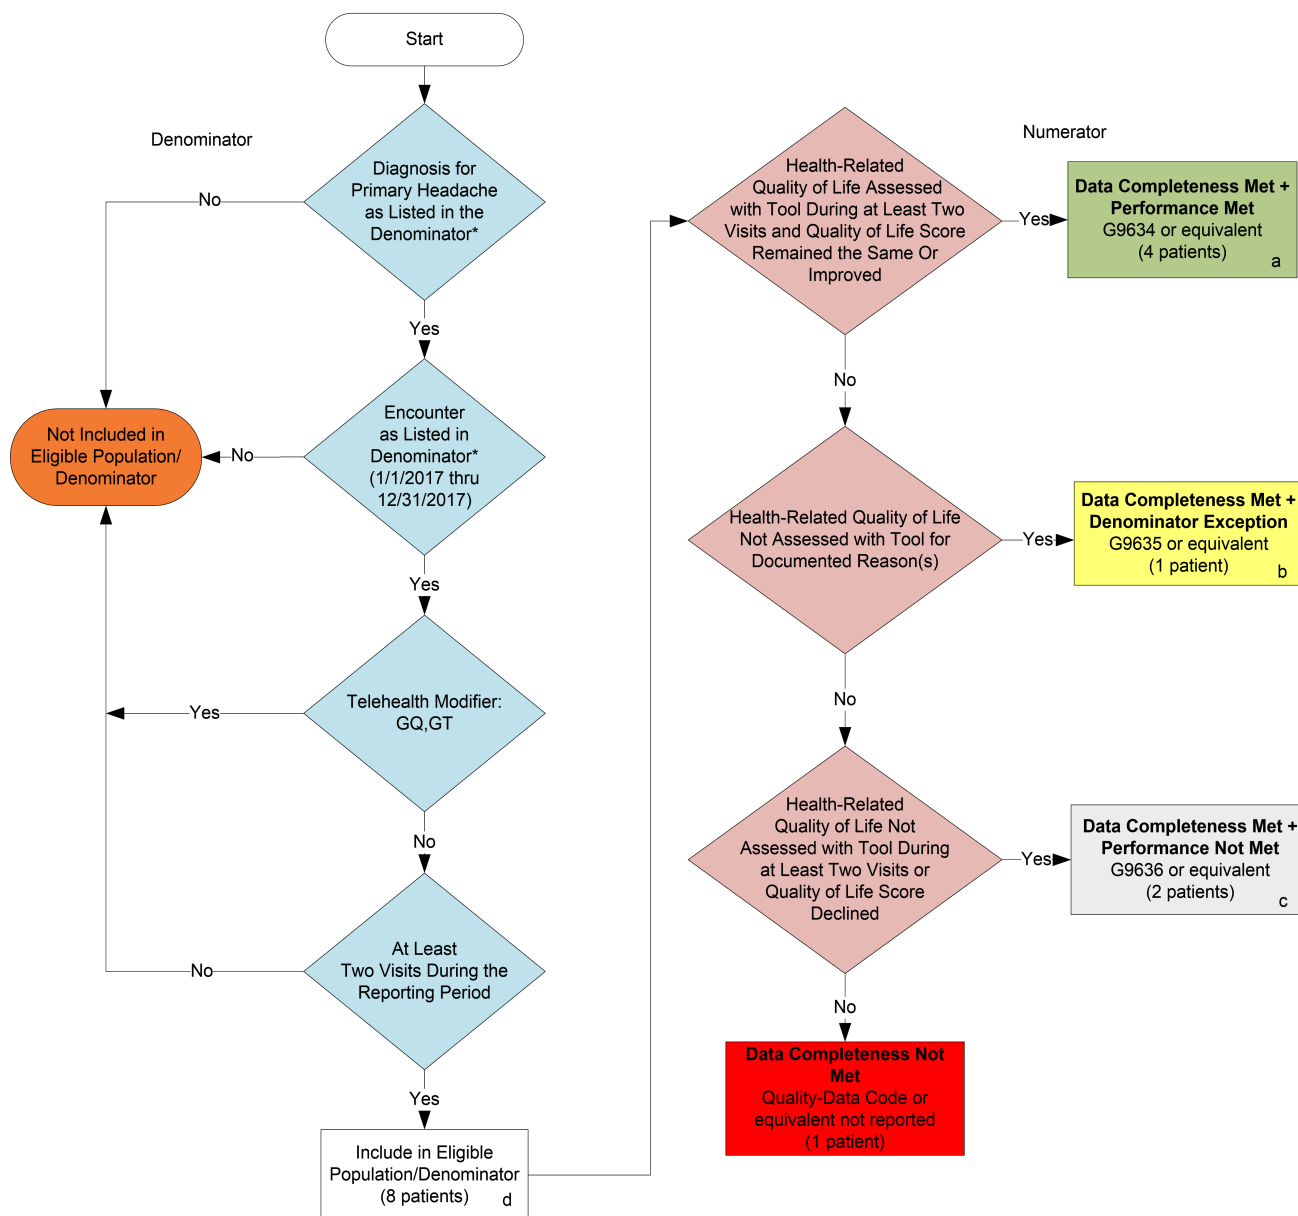 Start
Denominator
Diagnosis for
Primary Headache
as Listed in the
Denominator*
No
Yes
Encounter
as Listed in
Denominator*
(1/1/2017 thru
12/31/2017)
No
Not Included in
Eligible Population/
Denominator
Yes
Telehealth Modifier:
GQ,GT
Yes
No
At Least
Two Visits During the
Reporting Period
No
Yes
Include in Eligible
Population/Denominator
(8 patients)
d
Numerator
Health-Related
Quality of Life Assessed
with Tool During at Least Two
Visits and Quality of Life Score
Remained the Same Or
Improved
Yes
Data Completeness Met +
Performance Met
G9634 or equivalent
(4 patients)
a
No
Health-Related Quality of Life
Not Assessed with Tool for
Documented Reason(s)
Yes
Data Completeness Met +
Denominator Exception
G9635 or equivalent
(1 patient)
b
No
Health-Related
Quality of Life Not
Assessed with Tool During
at Least Two Visits or
Quality of Life Score
Declined
Yes
Data Completeness Met +
Performance Not Met
G9636 or equivalent
(2 patients)
c
No
Data Completeness Not
Met
Quality-Data Code or
equivalent not reported
(1 patient)